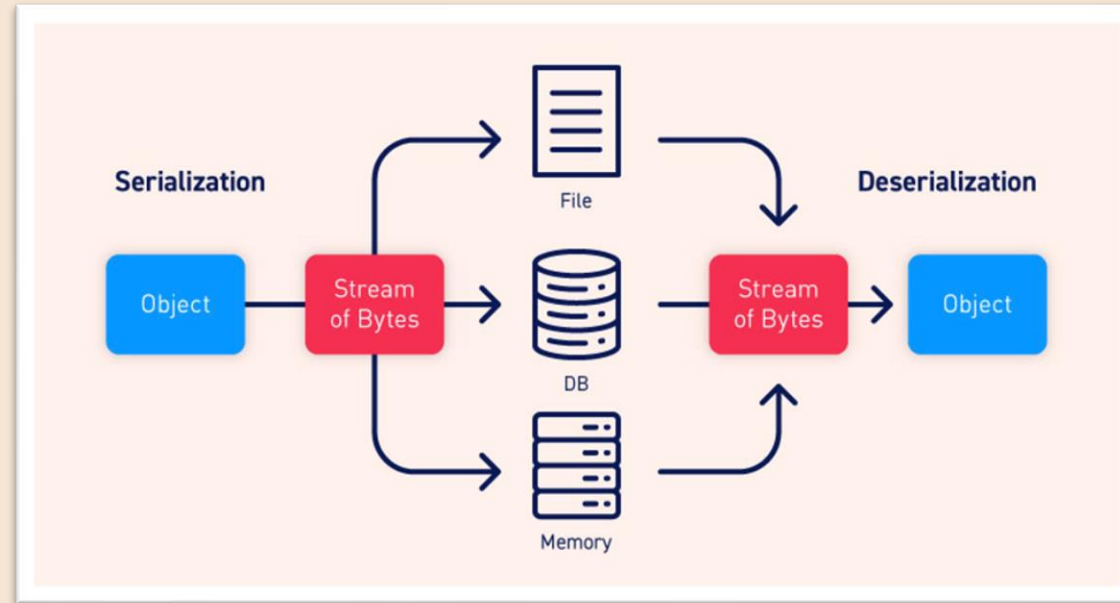 Serialization
Object
Stream
of Bytes
File
DB
Memory
Deserialization
Stream
of Bytes
Object